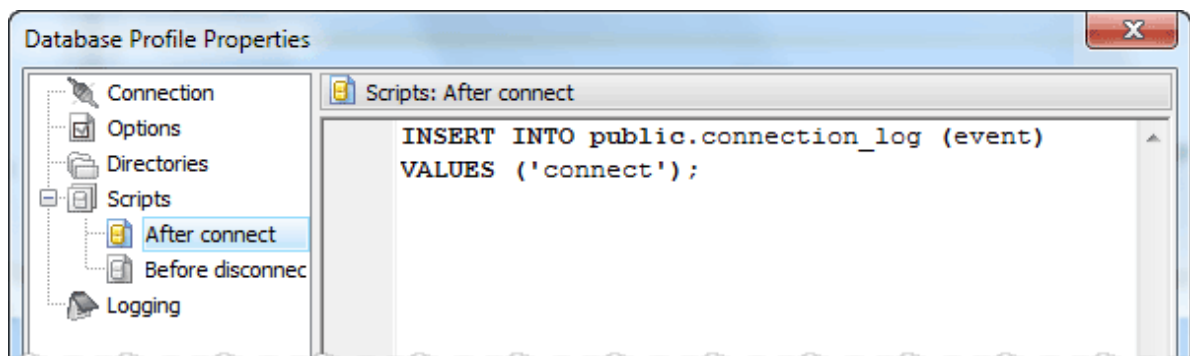 Database Profile Properties
Connection
Options
Directories
Scripts
After connect
Before disconnec
Logging
Scripts: After connect
INSERT INTO public.connection_log (event)
VALUES ('connect');